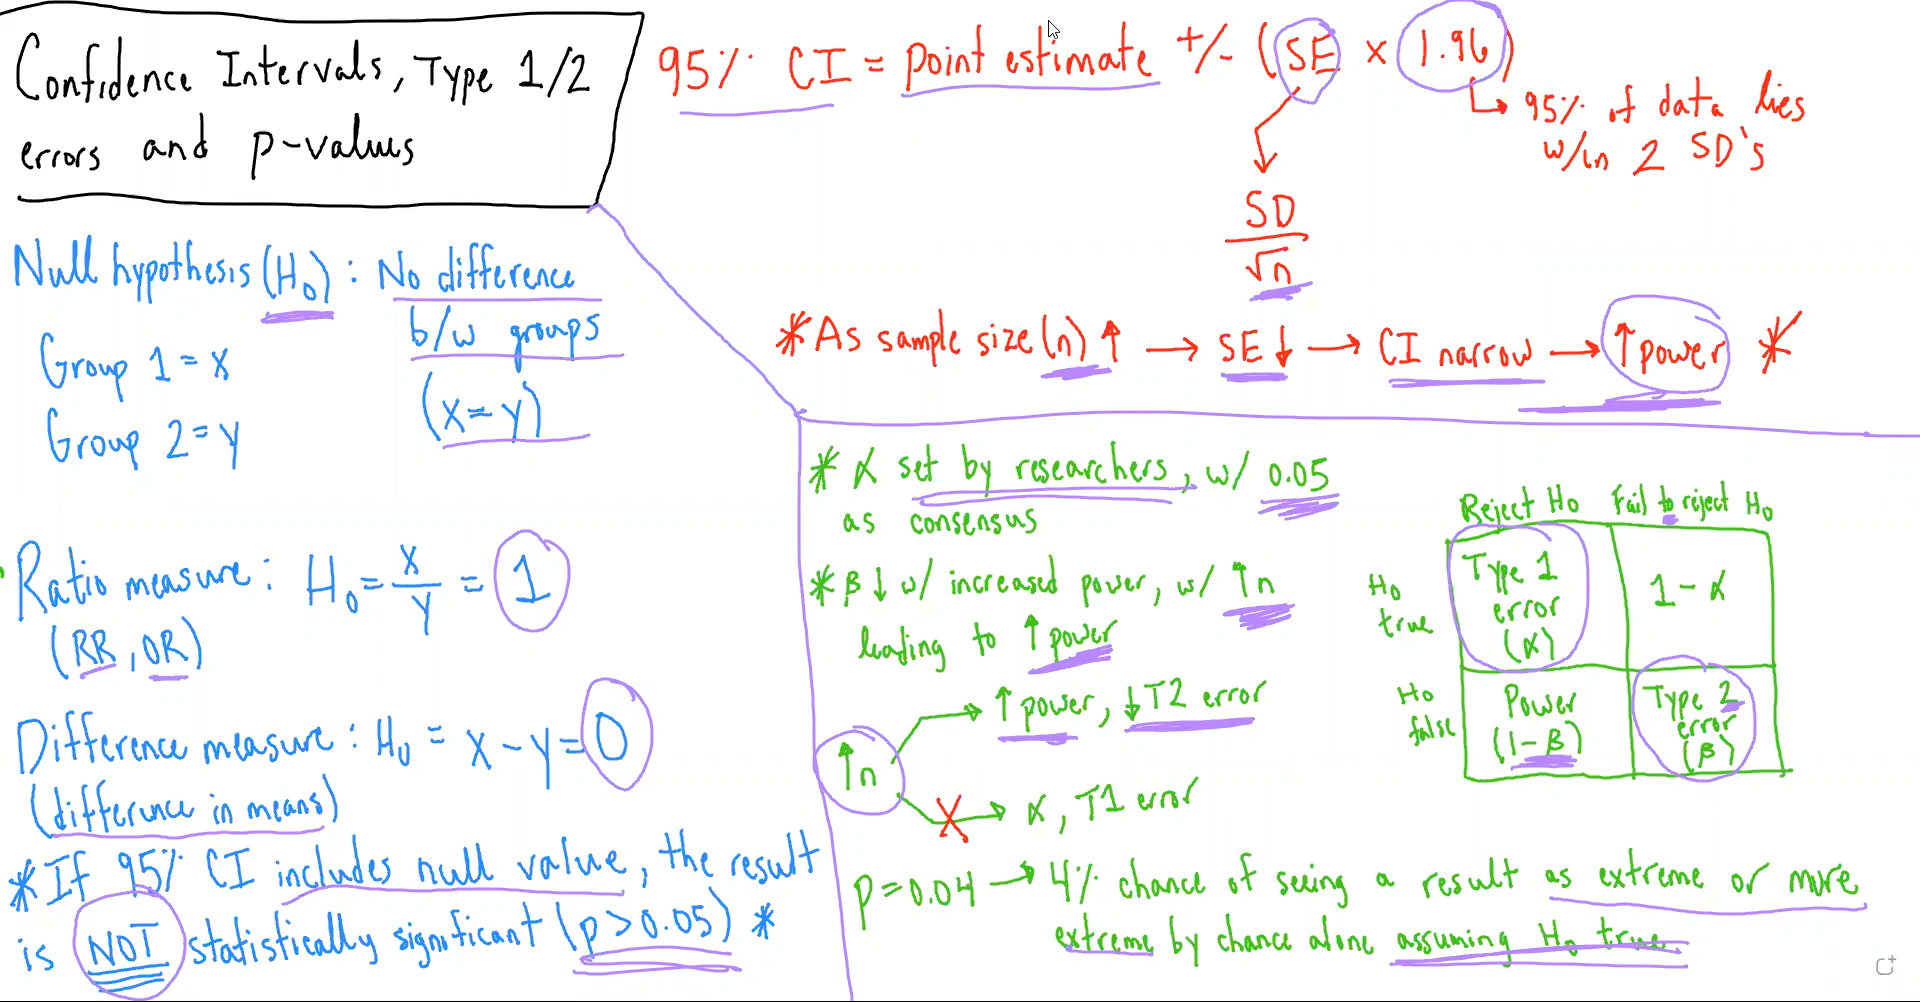 Confidence Intervals, Type 1/2
errors and p-values
95% CI = point estimate +/- (SE x 1.96)
95% of data lies
w/in 2 SD's
SD
√n
*As sample size (n) ↑ → SE ↓ → CI narrow → ↑ power *
Null hypothesis (H₀) : No difference
b/w groups
(x = y)
Group 1 = x
Group 2 = y
Ratio measure : H₀ = x/y = 1
(RR, OR)
Difference measure : H₀ = x - y = 0
(difference in means)
*If 95% CI includes null value, the result
is NOT statistically significant (p > 0.05) *
* α set by researchers, w/ 0.05
as consensus
* β ↓ w/ increased power, w/ ↑n
leading to ↑ power
↑n
↑ power, ↓ T2 error
X → α, T1 error
Reject H₀ Fail to reject H₀
H₀
true
Type 1
error
(α)
1 - α
H₀
false
Power
(1 - β)
Type 2
error
(β)
p = 0.04 → 4% chance of seeing a result as extreme or more
extreme by chance alone assuming H₀ true